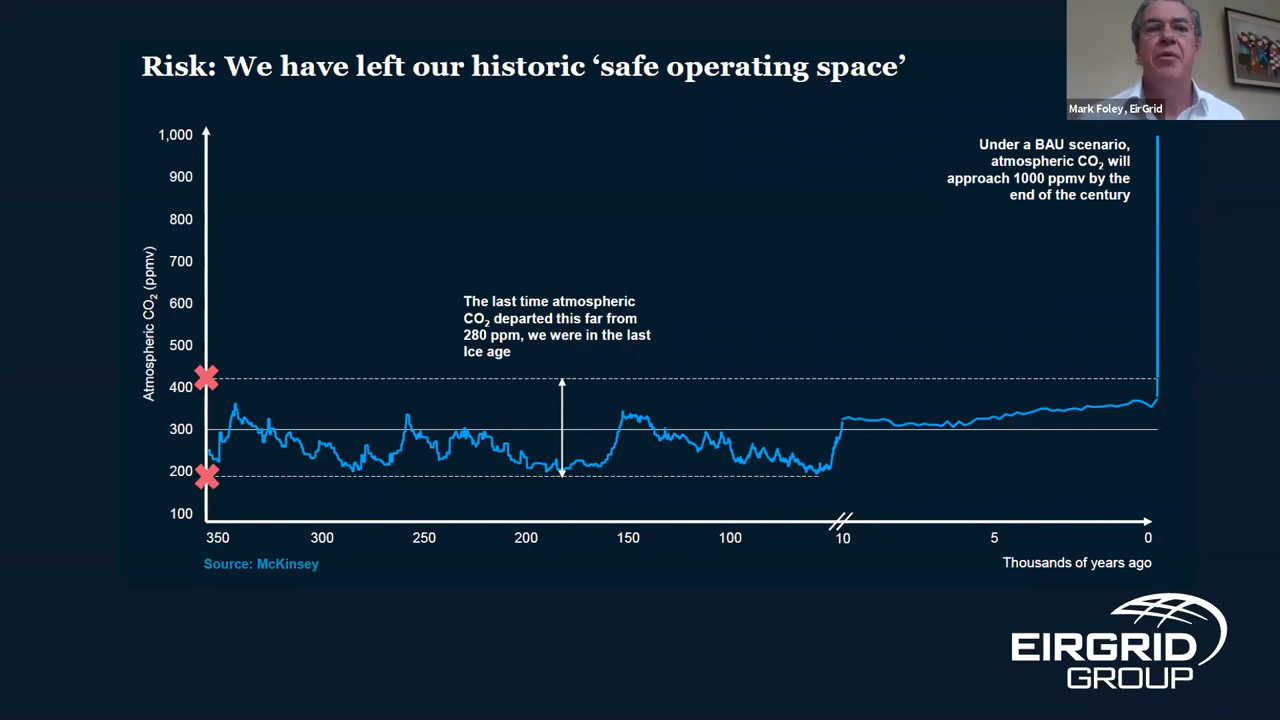 Risk: We have left our historic ‘safe operating space’
Mark Foley, EirGrid
Under a BAU scenario,
atmospheric CO₂ will
approach 1000 ppmv by the
end of the century
The last time atmospheric
CO₂ departed this far from
280 ppm, we were in the last
Ice age
Atmospheric CO₂ (ppmv)
1,000
900
800
700
600
500
400
300
200
100
350 300 250 200 150 100 10 5 0
Source: McKinsey
Thousands of years ago
EIRGRID
GROUP